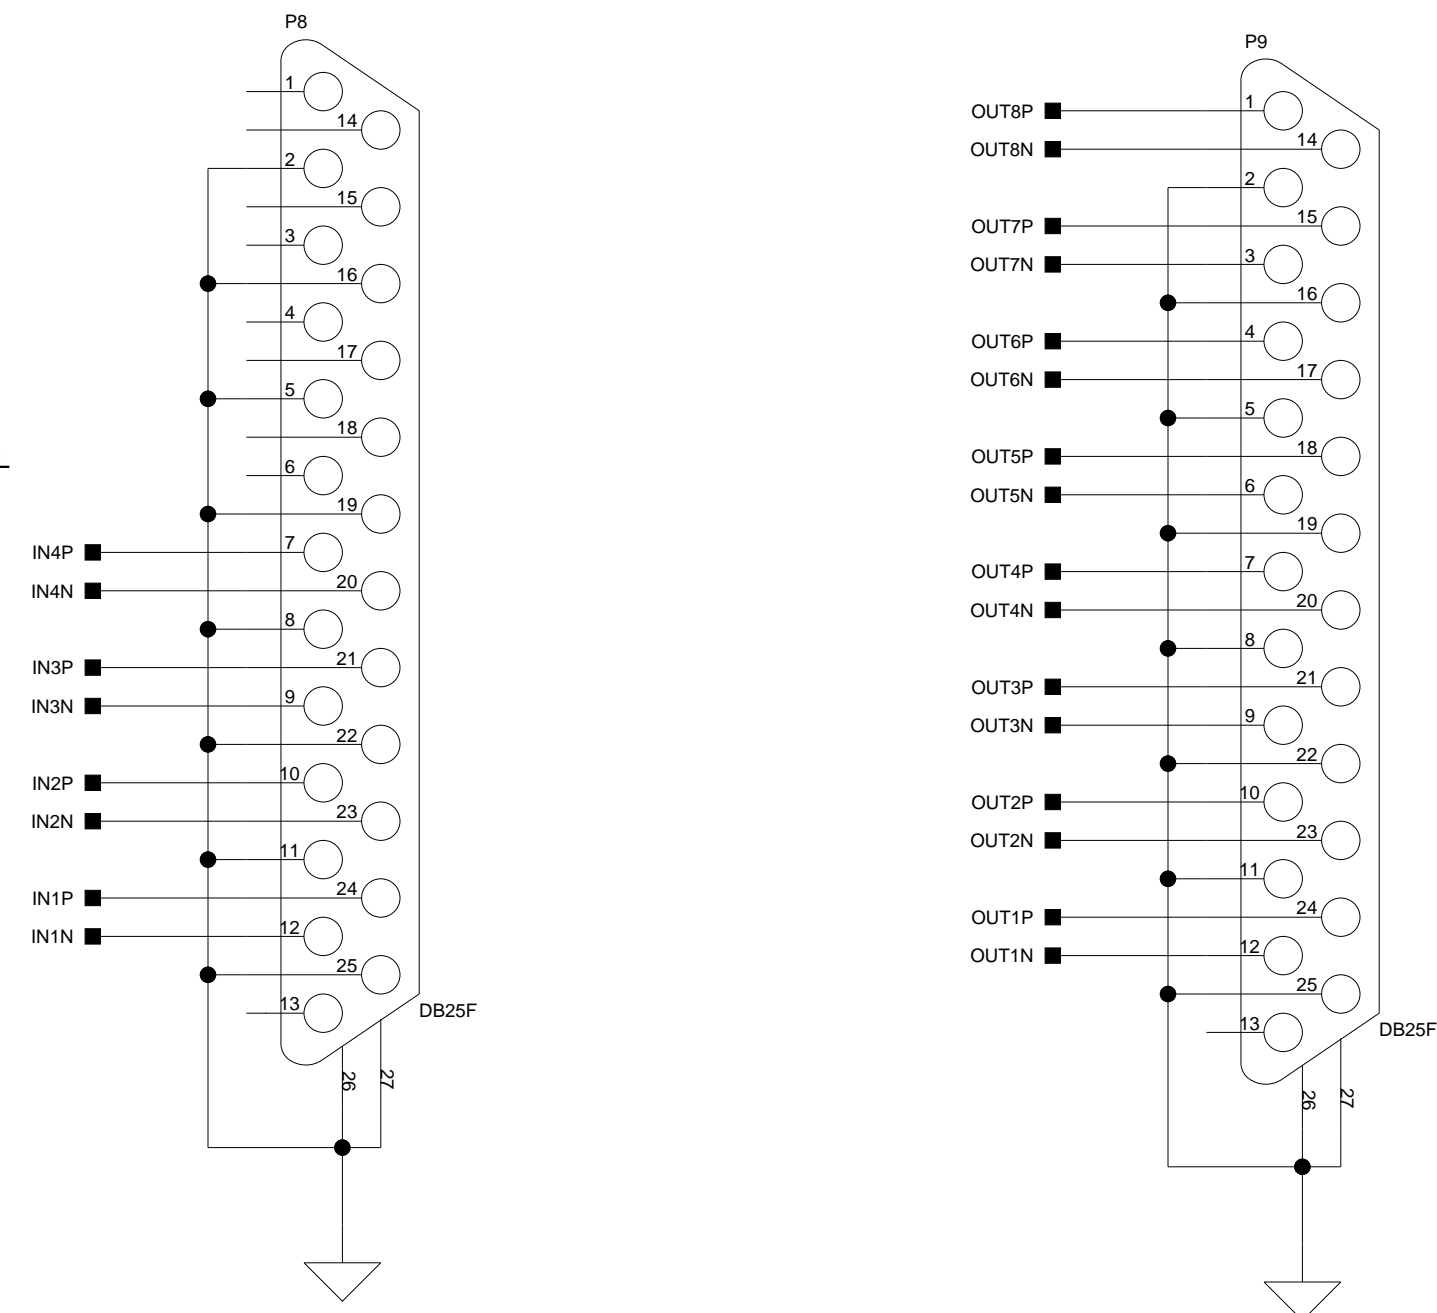 P8
1
14
2
15
3
16
4
17
5
18
6
19
IN4P 7
IN4N 20
8
IN3P 21
IN3N 9
22
IN2P 10
IN2N 23
11
IN1P 24
IN1N 12
25
13
DB25F
26 27
P9
OUT8P 1
OUT8N 14
2
OUT7P 15
OUT7N 3
16
OUT6P 4
OUT6N 17
5
OUT5P 18
OUT5N 6
19
OUT4P 7
OUT4N 20
8
OUT3P 21
OUT3N 9
22
OUT2P 10
OUT2N 23
11
OUT1P 24
OUT1N 12
25
13
DB25F
26 27